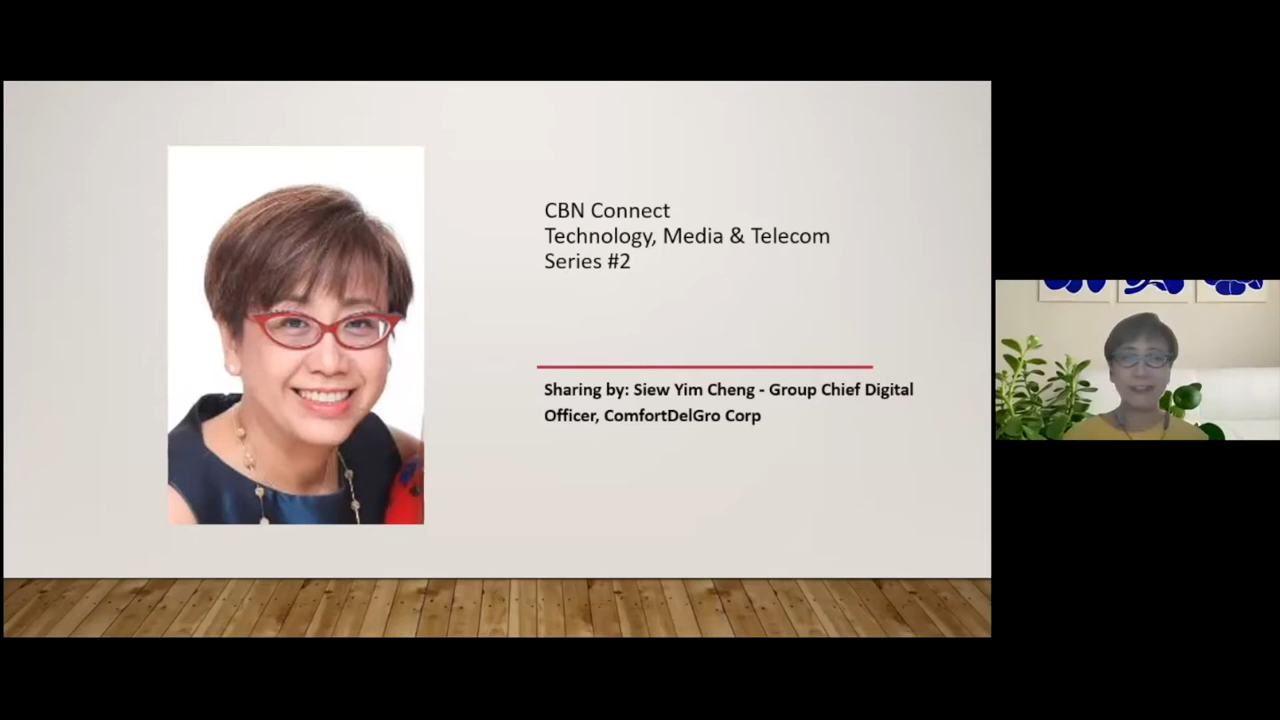 CBN Connect
Technology, Media & Telecom
Series #2
Sharing by: Siew Yim Cheng - Group Chief Digital
Officer, ComfortDelGro Corp